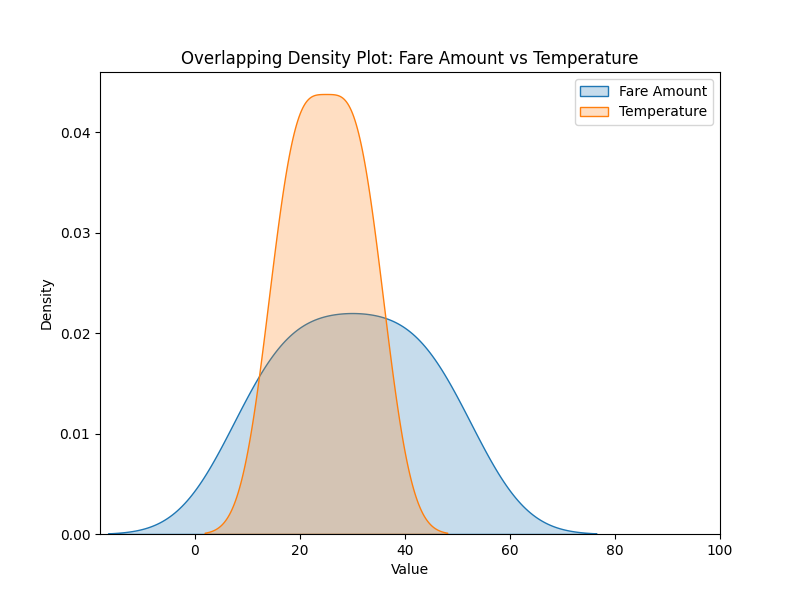 Overlapping Density Plot: Fare Amount vs Temperature
Fare Amount
Temperature
0.04
0.03
0.02
0.01
0.00
0 20 40 60 80 100
Density
Value